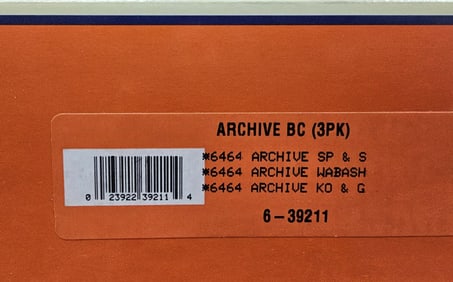 ARCHIVE BC (3PK)
*6464 ARCHIVE SP & S
*6464 ARCHIVE WABASH
*6464 ARCHIVE KO & G
0 23922 39211 4
6-39211